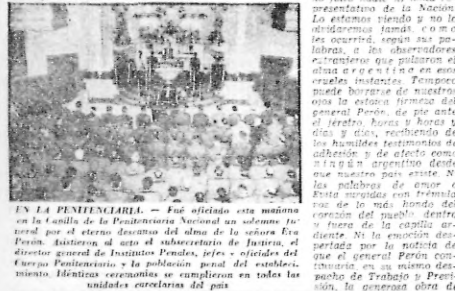 EN LA PENITENCIARIA. — Fué oficiado esta mañana
en la Capilla de la Penitenciaría Nacional un solemne fu-
neral por el eterno descanso del alma de la señora Eva
Perón. Asistieron al acto el subsecretario de Justicia, el
director general de Institutos Penales, jefes y oficiales del
Cuerpo Penitenciario y la población penal del estableci-
miento. Idénticas ceremonias se cumplieron en todas las
unidades carcelarias del país
presentativo de la Nación.
Lo estamos viendo y no lo
olvidaremos jamás, como
les ocurrirá, según sus pa-
labras, a los observadores
extranjeros que pulsaron el
alma argentina en esos
crueles instantes. Tampoco
puede borrarse de nuestros
ojos la estoica firmeza del
general Perón, de pie ante
el féretro, horas y horas y
días y días, recibiendo de
los humildes testimonios de
adhesión y de afecto como
ningún argentino desde
que nuestro país existe. Ni
las palabras de amor a
Evita surgidas con trémula
voz de lo más hondo del
corazón del pueblo, dentro
y fuera de la capilla ar-
diente. Ni la emoción des-
pertada por la noticia de
que el general Perón con-
tinuaría, en su mismo des-
pacho de Trabajo y Previ-
sión, la generosa obra de